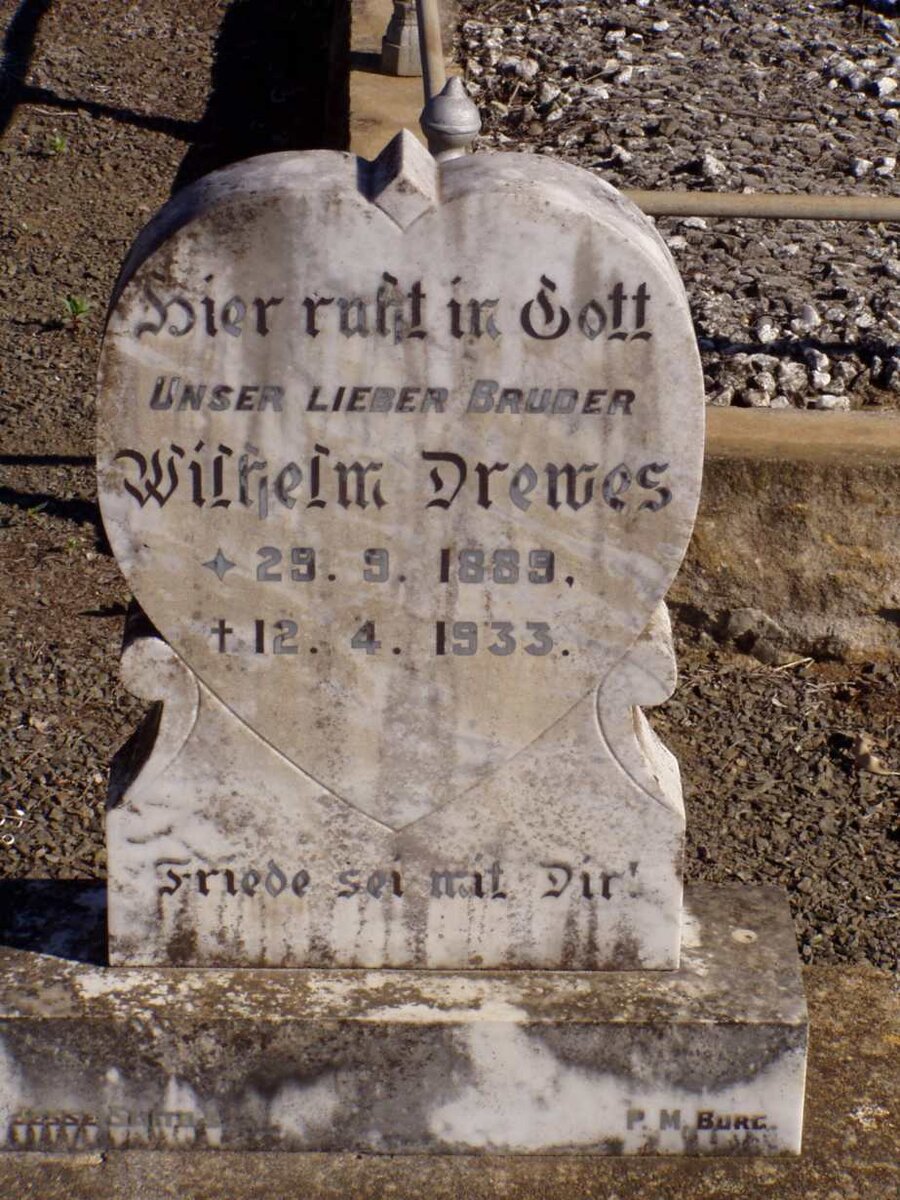 Hier ruht in Gott
UNSER LIEBER BRUDER
Wilhelm Drewes
✦ 29. 9. 1889.
† 12. 4. 1933.
Friede sei mit Dir!
P. M. BURG.